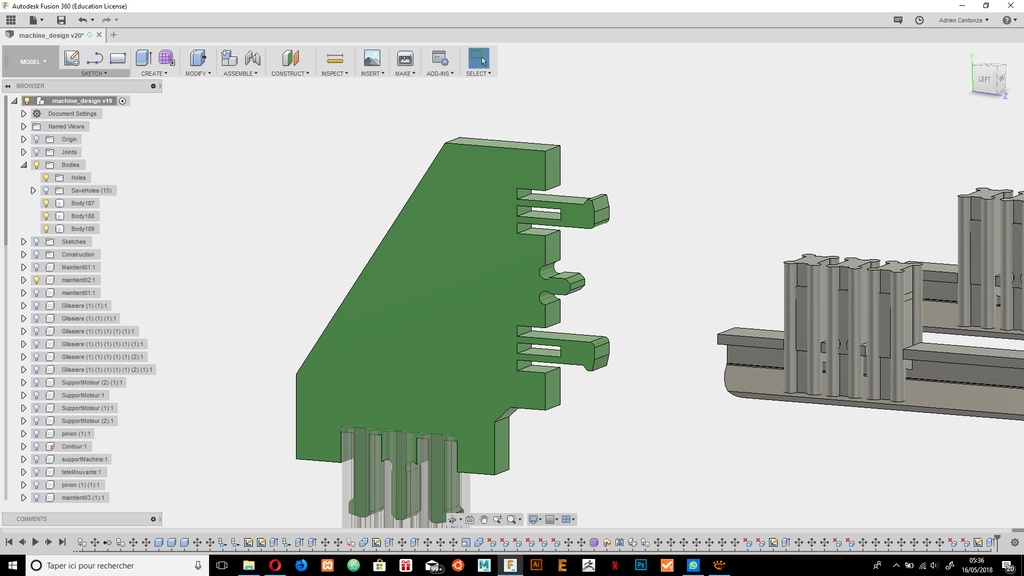 Autodesk Fusion 360 (Education License)
Adrien Centonze
machine_design v20*
MODEL
SKETCH
CREATE
MODIFY
ASSEMBLE
CONSTRUCT
INSPECT
INSERT
MAKE
ADD-INS
SELECT
LEFT
Z
BROWSER
machine_design v19
Document Settings
Named Views
Origin
Joints
Bodies
Holes
SaveHoles (15)
Body187
Body188
Body189
Sketches
Construction
Maintient01:1
maintient02:1
maintient01:1
Glissiere (1) (1):1
Glissiere (1) (1) (1):1
Glissiere (1) (1) (1) (1) (1):1
Glissiere (1) (1) (1) (1) (1) (1):1
Glissiere (1) (1) (1) (1) (1) (2):1
Glissiere (1) (1) (1) (1) (1) (2) (1):1
SupportMoteur (2) (1):1
SupportMoteur:1
SupportMoteur (1):1
SupportMoteur (2):1
pinion (1):1
Contour:1
supportMachine:1
teteMouvante:1
pinion (1) (1):1
maintient03 (1):1
COMMENTS
Taper ici pour rechercher
05:36
16/05/2018
20